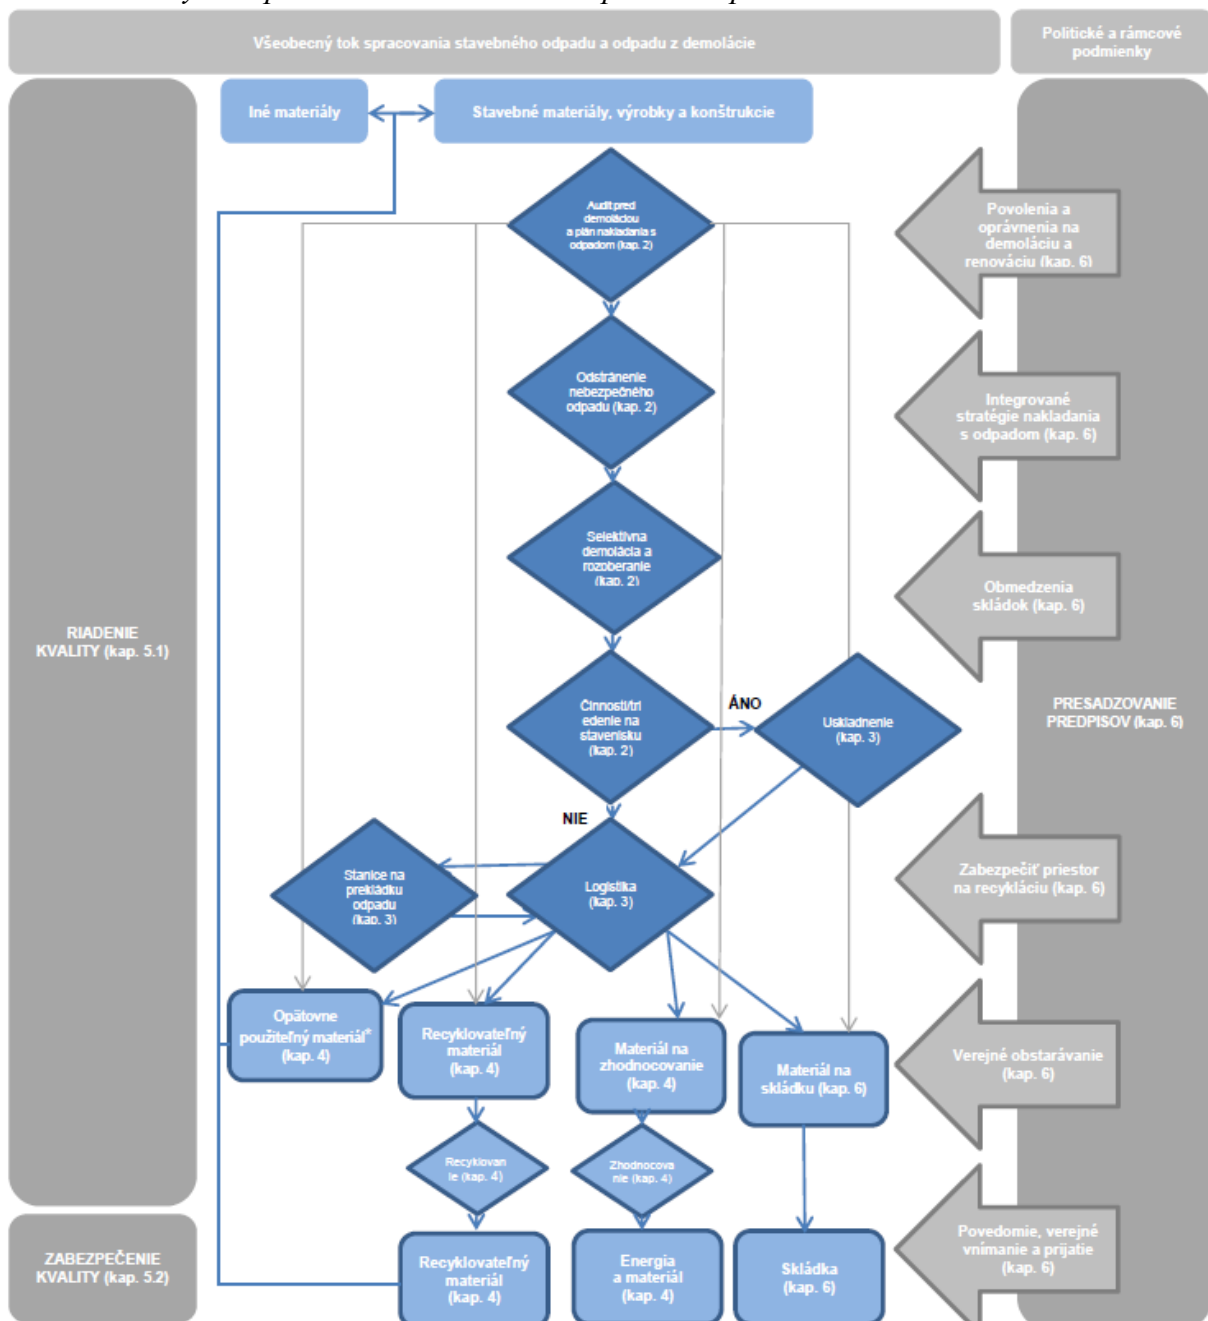 Všeobecný tok spracovania stavebného odpadu a odpadu z demolácie
Politické a rámcové
podmienky
Iné materiály
Stavebné materiály, výrobky a konštrukcie
Audit pred
demoláciou
a plán nakladania s
odpadom (kap. 2)
Povolenia a
oprávnenia na
demoláciu a
renováciu (kap. 6)
Odstránenie
nebezpečného
odpadu (kap. 2)
Integrované
stratégie nakladania
s odpadom (kap. 6)
Selektívna
demolácia a
rozoberanie
(kap. 2)
Obmedzenia
skládok (kap. 6)
RIADENIE
KVALITY (kap. 5.1)
Činnosti/tri
edenie na
stavenisku
(kap. 2)
ÁNO
Uskladnenie
(kap. 3)
PRESADZOVANIE
PREDPISOV (kap. 6)
NIE
Stanice na
prekládku
odpadu
(kap. 3)
Logistika
(kap. 3)
Zabezpečiť priestor
na recykláciu (kap. 6)
Opätovne
použiteľný materiál*
(kap. 4)
Recyklovateľný
materiál
(kap. 4)
Materiál na
zhodnocovanie
(kap. 4)
Materiál na
skládku (kap. 6)
Verejné obstarávanie
(kap. 6)
Recyklovan
ie (kap. 4)
Zhodnocova
nie (kap. 4)
ZABEZPEČENIE
KVALITY (kap. 5.2)
Recyklovateľný
materiál
(kap. 4)
Energia
a materiál
(kap. 4)
Skládka
(kap. 6)
Povedomie, verejné
vnímanie a prijatie
(kap. 6)